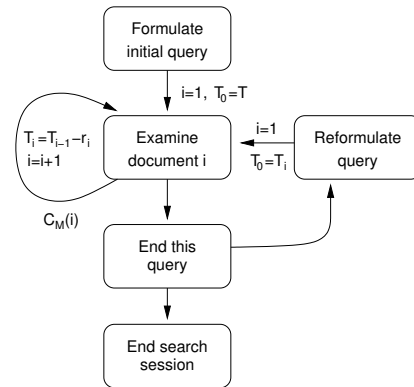 Formulate
initial query
i=1, T₀=T
Tᵢ=Tᵢ₋₁−rᵢ
i=i+1
Examine
document i
i=1
T₀=Tᵢ
Reformulate
query
C_M(i)
End this
query
End search
session